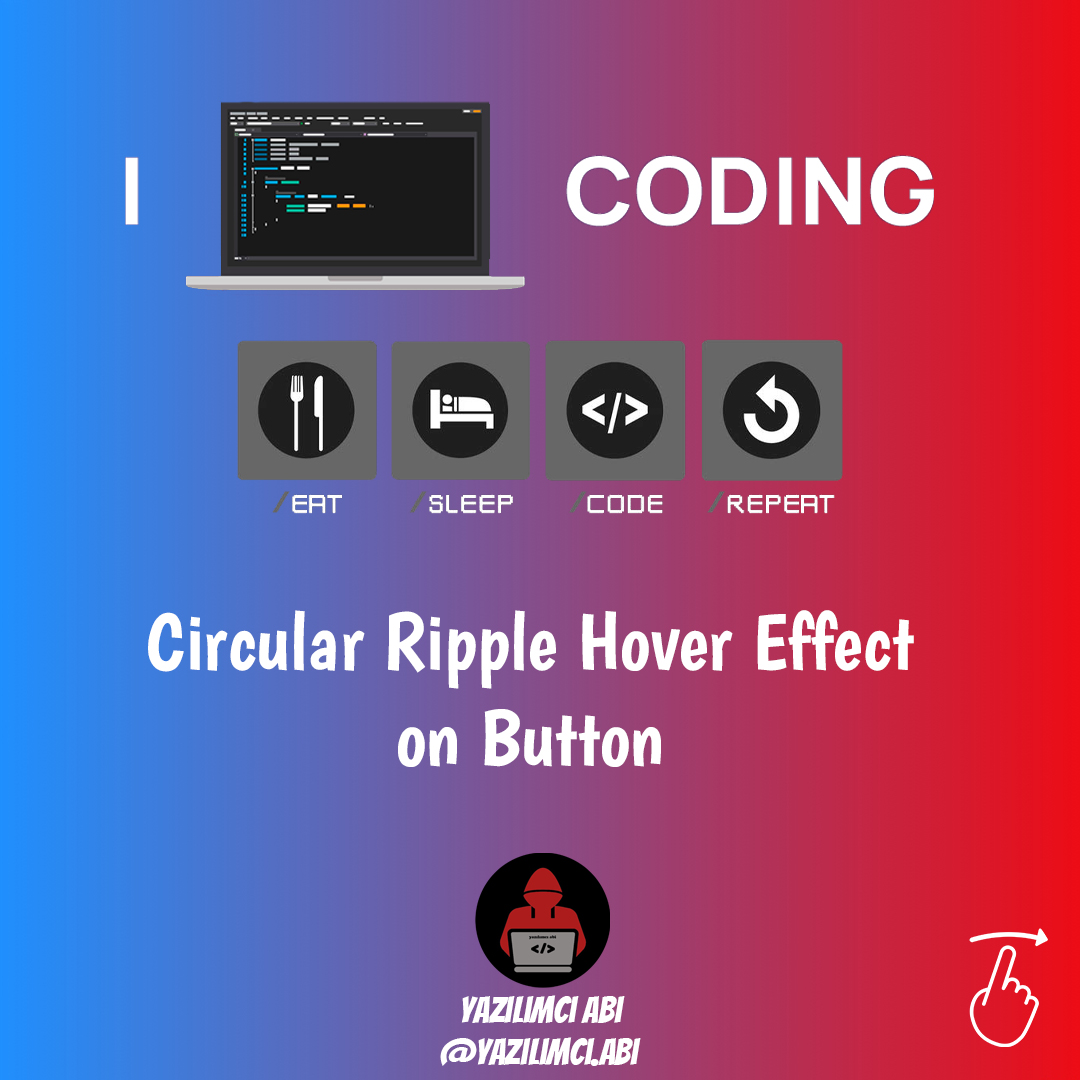 I CODING
/EAT /SLEEP /CODE /REPEAT
Circular Ripple Hover Effect
on Button
</>
YAZILIMCI ABI
@YAZILIMCI.ABI